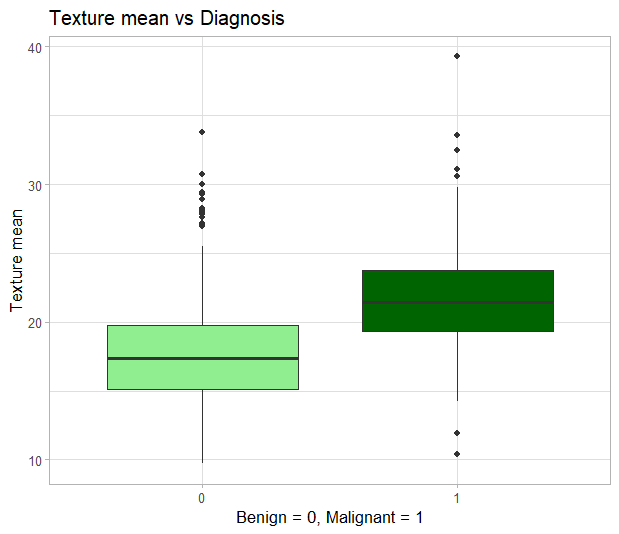 Texture mean vs Diagnosis
Texture mean
40
30
20
10
0
1
Benign = 0, Malignant = 1